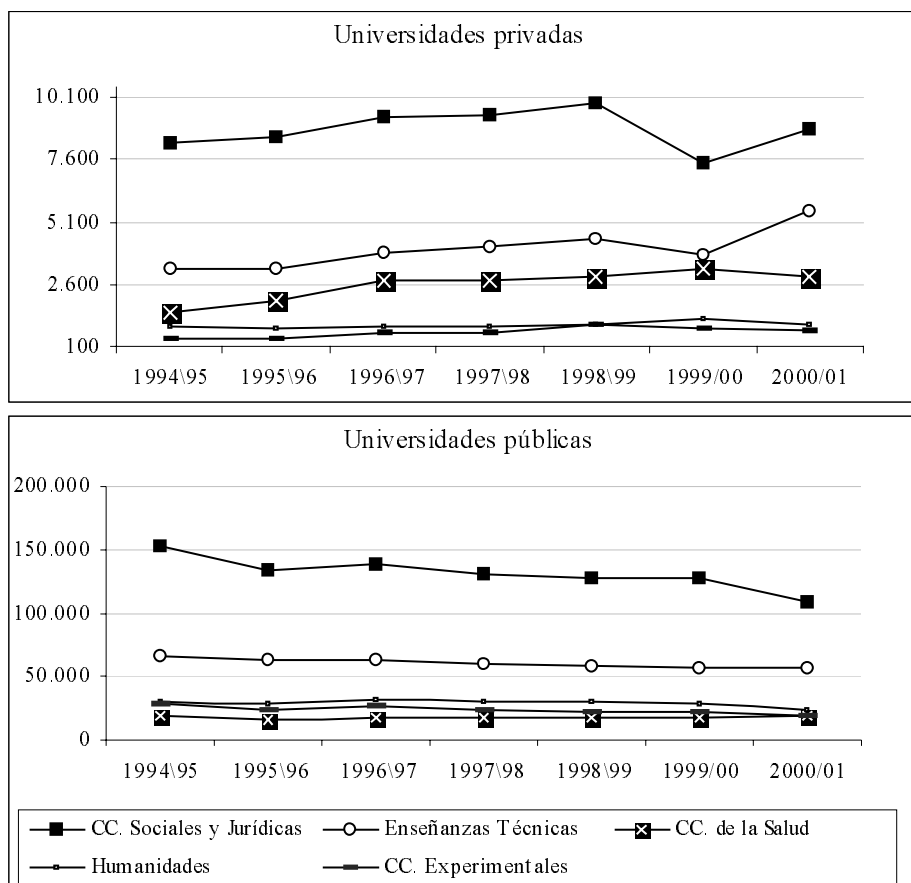 Universidades privadas
10.100
7.600
5.100
2.600
100
1994\95 1995\96 1996\97 1997\98 1998\99 1999/00 2000/01
Universidades públicas
200.000
150.000
100.000
50.000
0
1994\95 1995\96 1996\97 1997\98 1998\99 1999/00 2000/01
CC. Sociales y Jurídicas Enseñanzas Técnicas CC. de la Salud
Humanidades CC. Experimentales